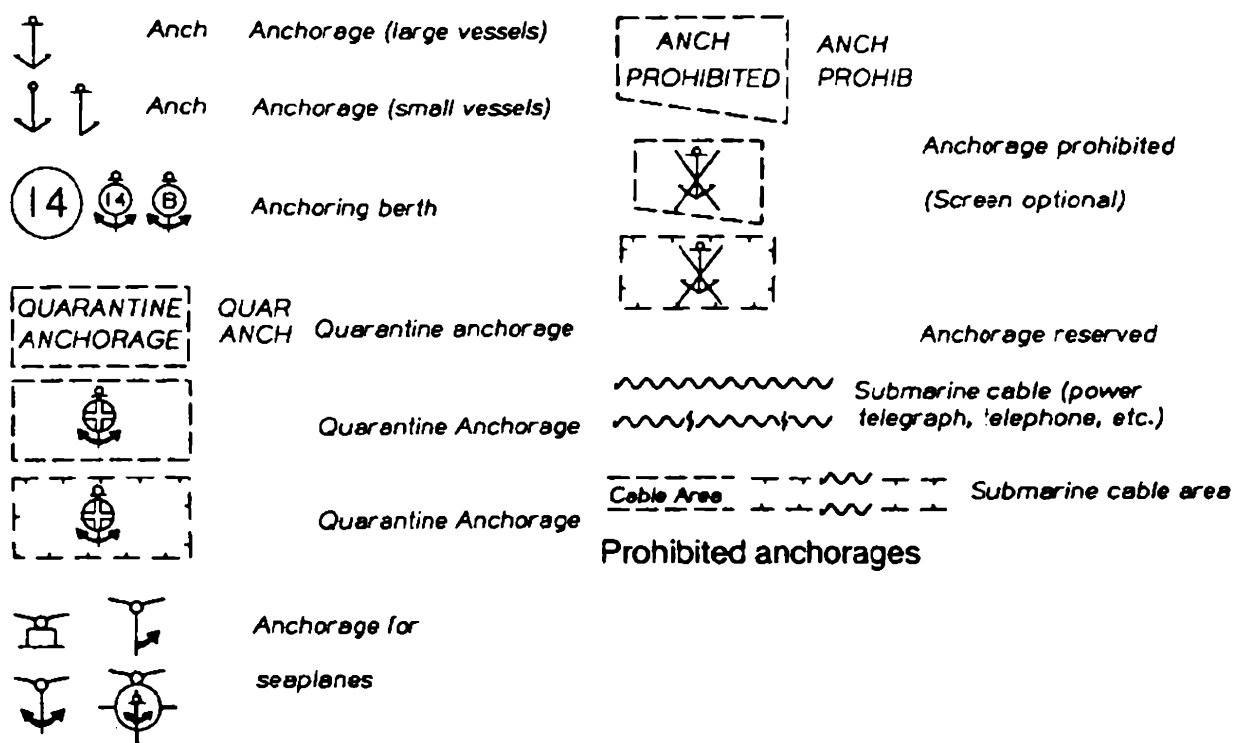 Anch Anchorage (large vessels)
Anch Anchorage (small vessels)
14 14 B Anchoring berth
QUARANTINE QUAR
ANCHORAGE ANCH Quarantine anchorage
Quarantine Anchorage
Quarantine Anchorage
Anchorage for
seaplanes
ANCH ANCH
PROHIBITED PROHIB
Anchorage prohibited
(Screen optional)
Anchorage reserved
Submarine cable (power
telegraph, telephone, etc.)
Cable Area Submarine cable area
Prohibited anchorages